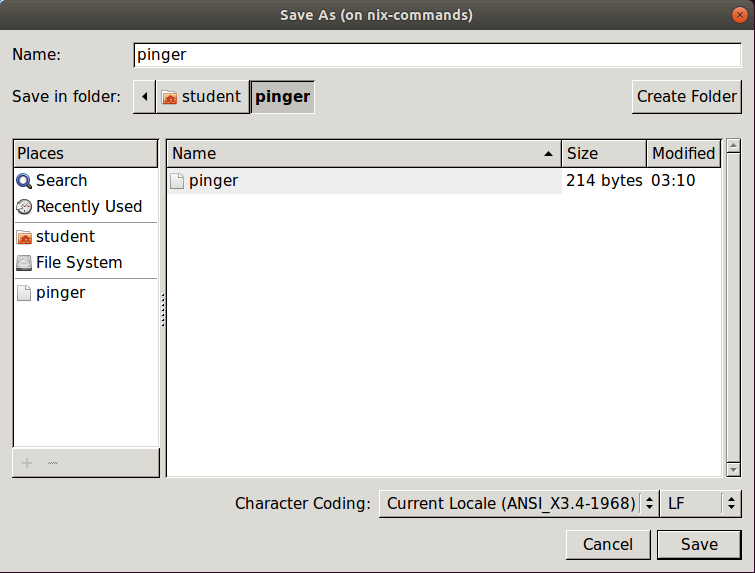 Save As (on nix-commands)
Name: pinger
Save in folder: student pinger Create Folder
Places
Search
Recently Used
student
File System
pinger
Name Size Modified
pinger 214 bytes 03:10
Character Coding: Current Locale (ANSI_X3.4-1968) LF
Cancel Save